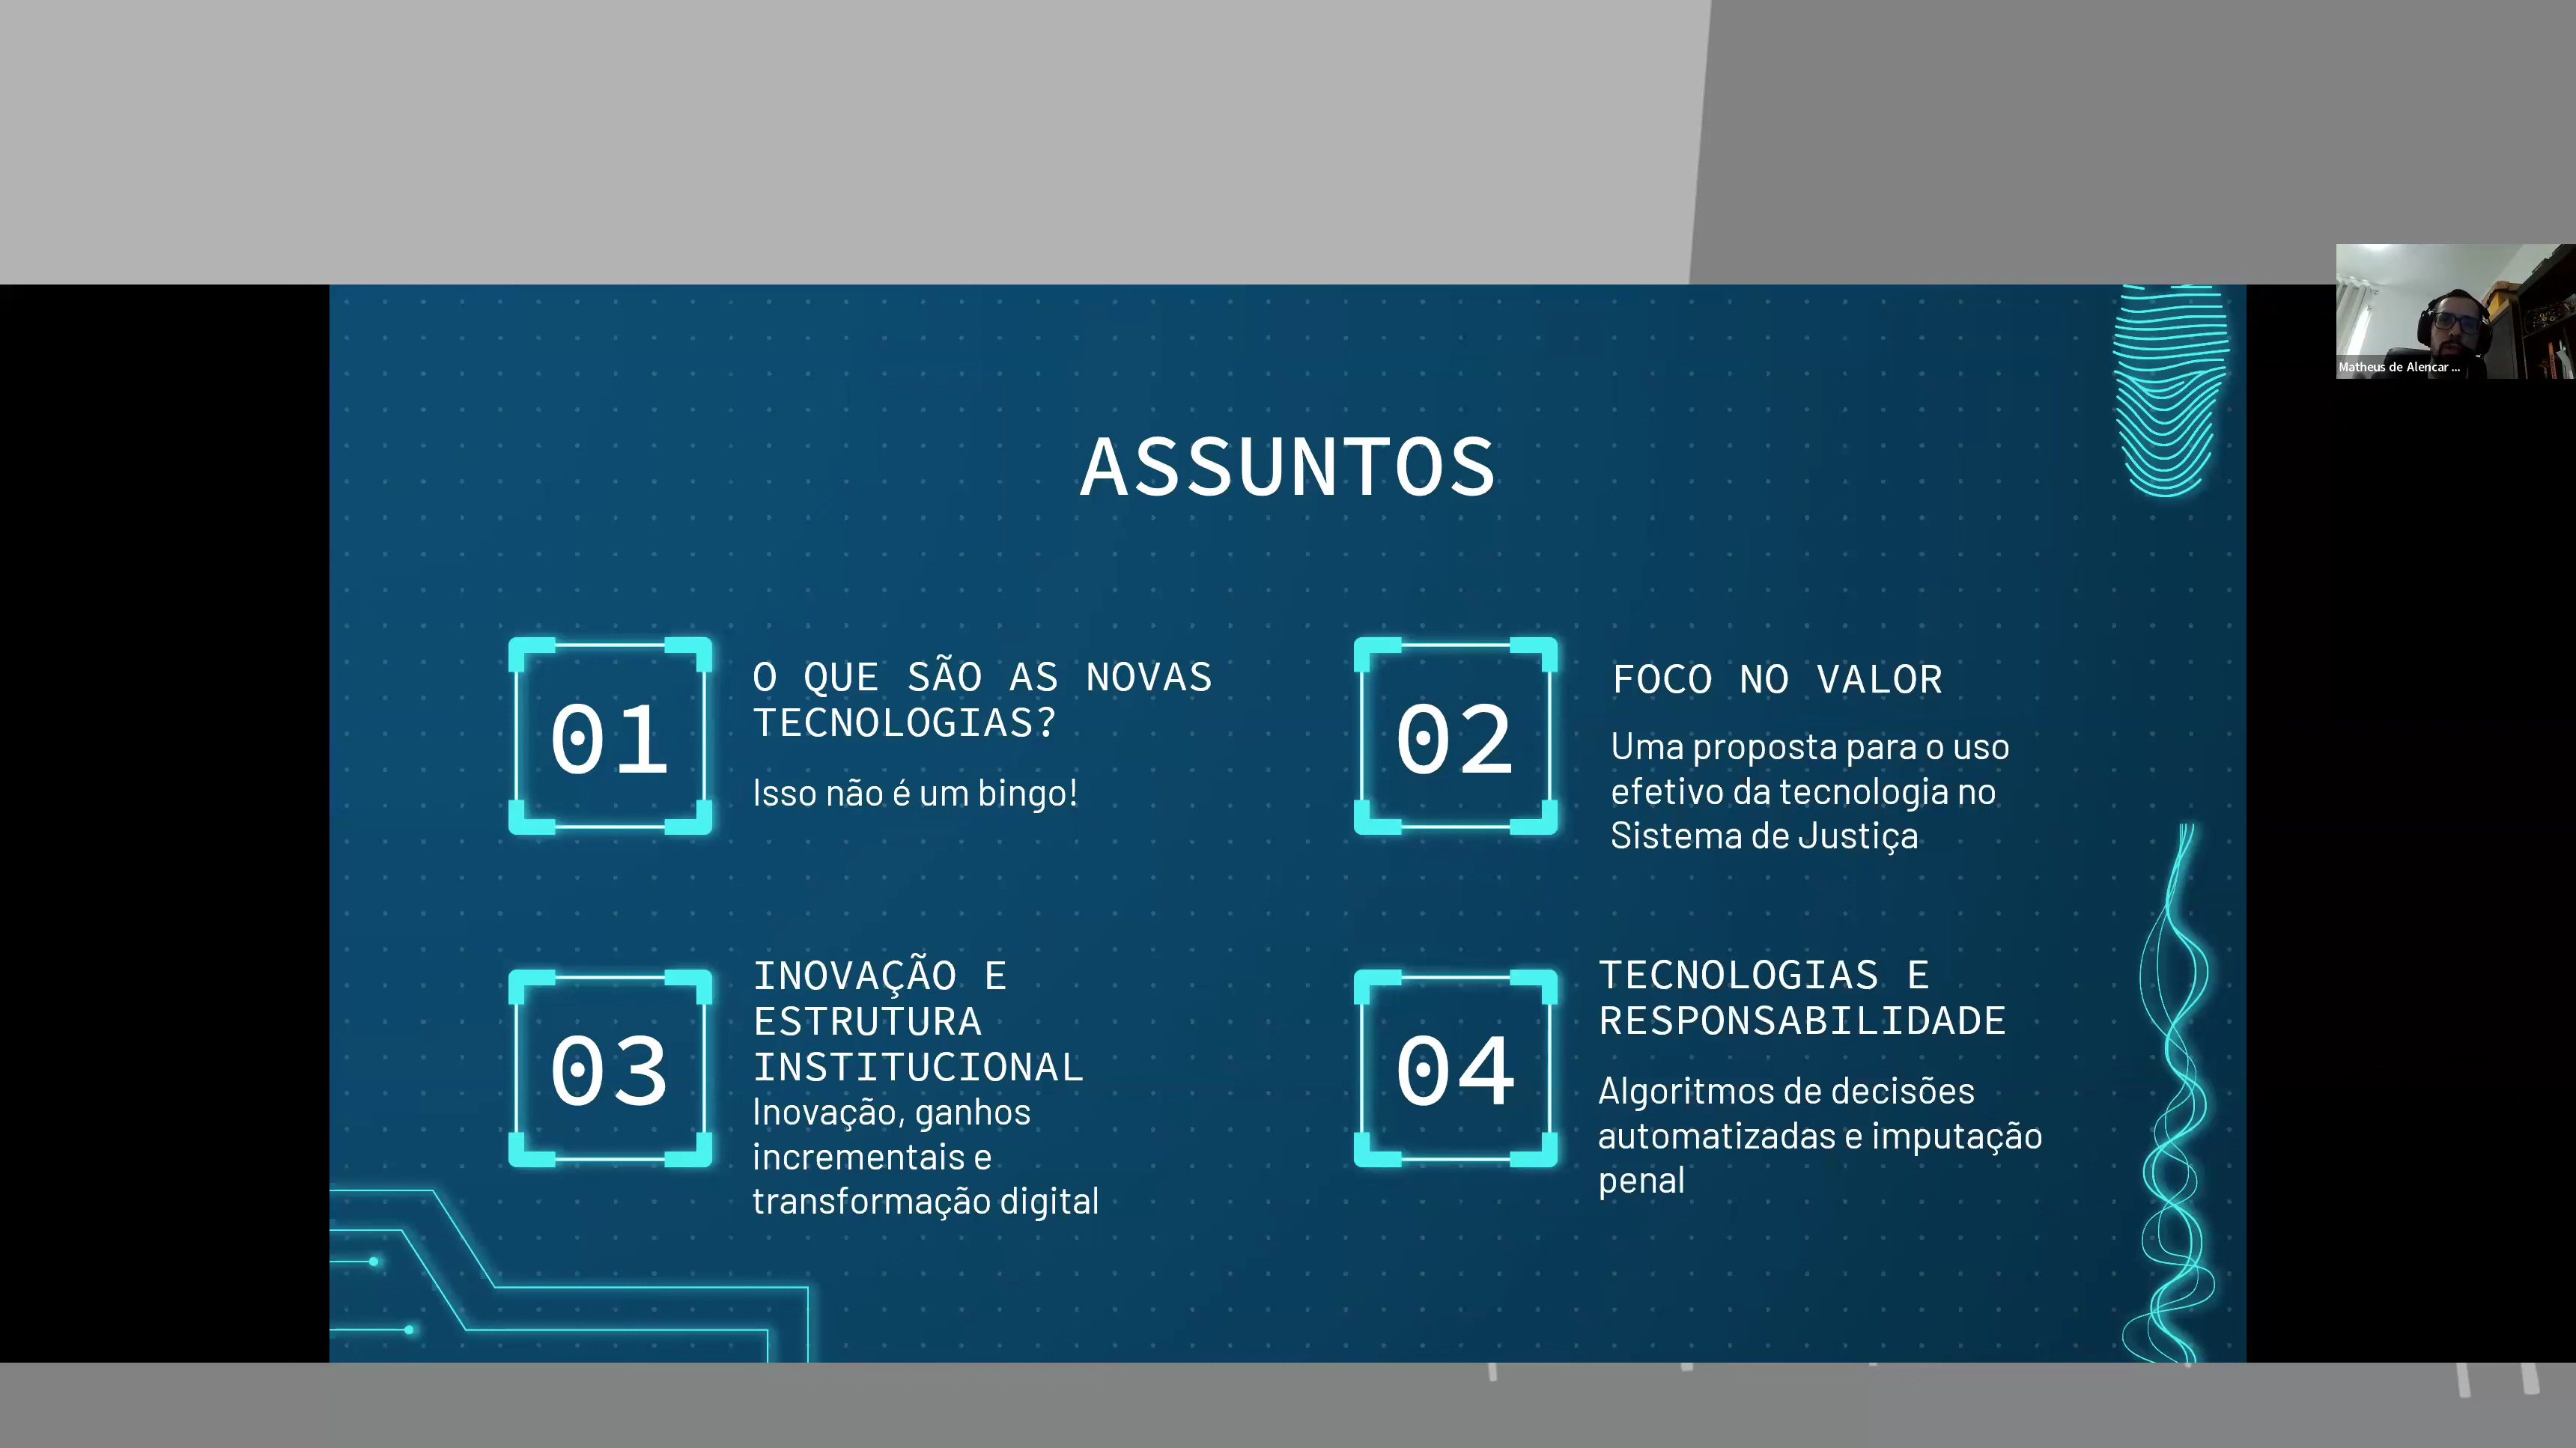 Matheus de Alencar ...
ASSUNTOS
01
O QUE SÃO AS NOVAS
TECNOLOGIAS?
Isso não é um bingo!
02
FOCO NO VALOR
Uma proposta para o uso
efetivo da tecnologia no
Sistema de Justiça
03
INOVAÇÃO E
ESTRUTURA
INSTITUCIONAL
Inovação, ganhos
incrementais e
transformação digital
04
TECNOLOGIAS E
RESPONSABILIDADE
Algoritmos de decisões
automatizadas e imputação
penal